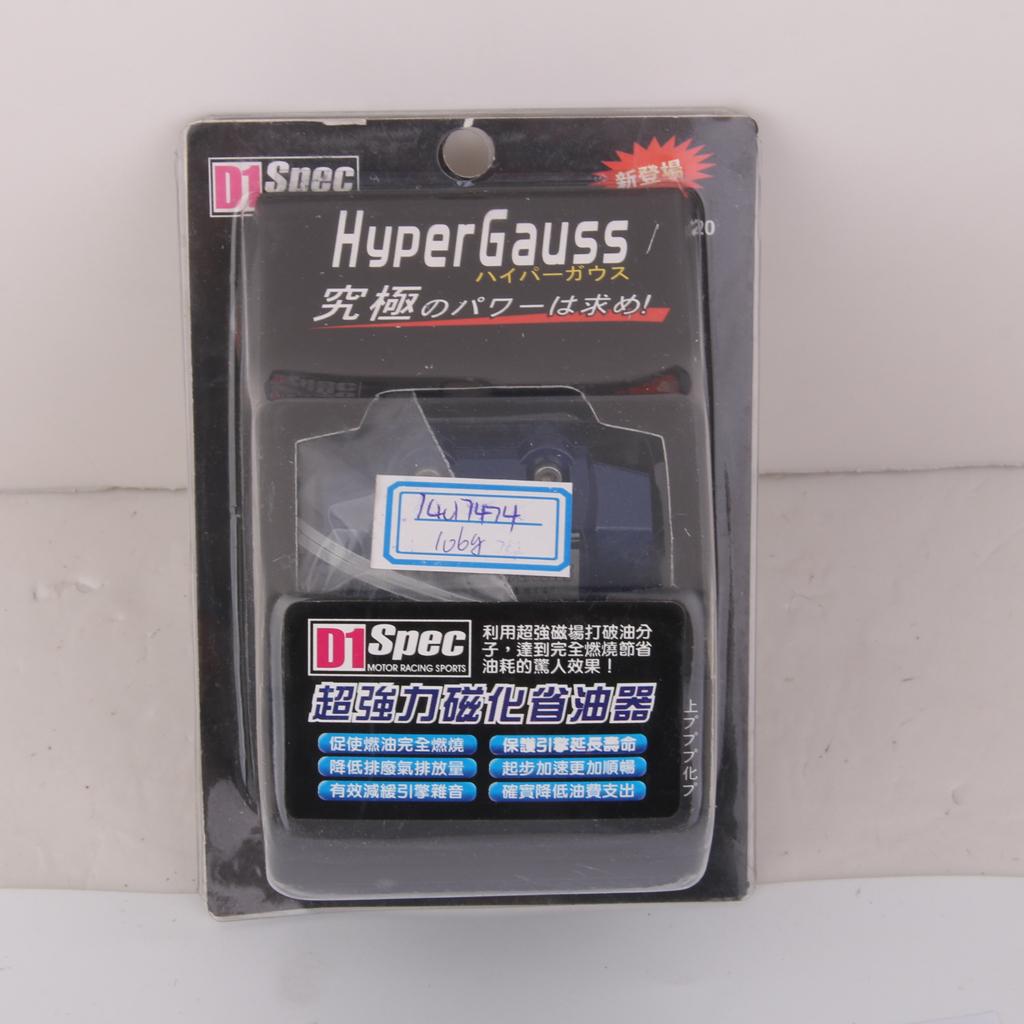 D1 Spec
新登場
20
HyperGauss
ハイパーガウス
究極のパワーは求め!
106g
D1 Spec
MOTOR RACING SPORTS
利用超強磁場打破油分
子，達到完全燃燒節省
油耗的驚人效果！
超強力磁化省油器
促使燃油完全燃燒
保護引擎延長壽命
降低排廢氣排放量
起步加速更加順暢
有效減緩引擎雜音
確實降低油費支出